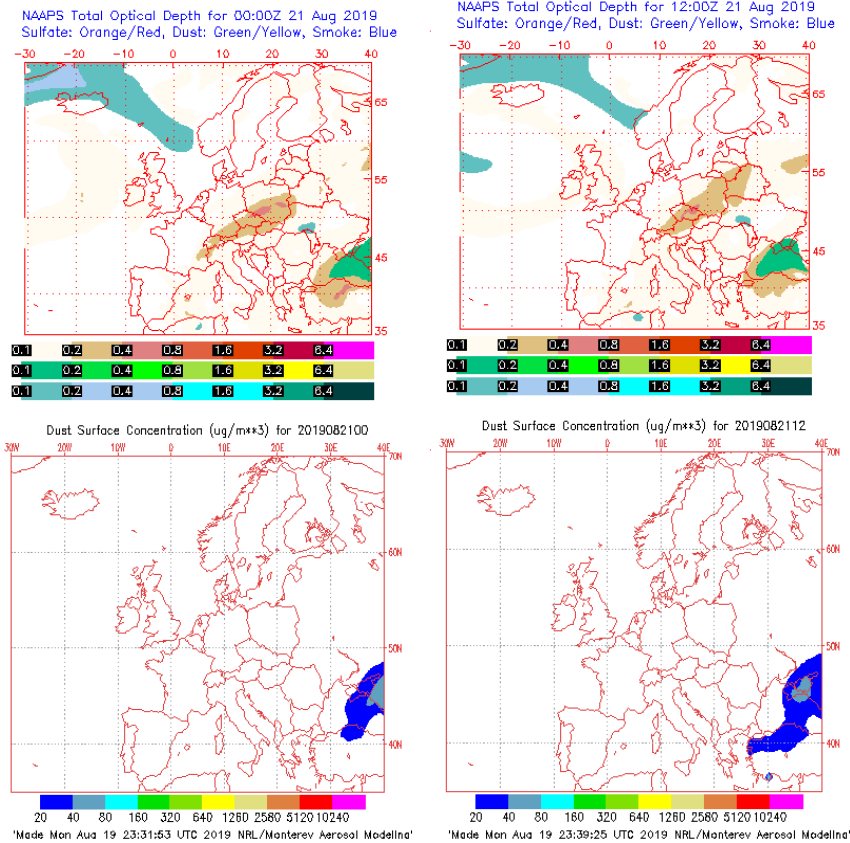 NAAPS Total Optical Depth for 00:00Z 21 Aug 2019
Sulfate: Orange/Red, Dust: Green/Yellow, Smoke: Blue
-30 -20 -10 0 10 20 30 40
65
55
45
35
0.1 0.2 0.4 0.8 1.6 3.2 6.4
0.1 0.2 0.4 0.8 1.6 3.2 6.4
0.1 0.2 0.4 0.8 1.6 3.2 6.4
NAAPS Total Optical Depth for 12:00Z 21 Aug 2019
Sulfate: Orange/Red, Dust: Green/Yellow, Smoke: Blue
-30 -20 -10 0 10 20 30 40
65
55
45
35
0.1 0.2 0.4 0.8 1.6 3.2 6.4
0.1 0.2 0.4 0.8 1.6 3.2 6.4
0.1 0.2 0.4 0.8 1.6 3.2 6.4
Dust Surface Concentration (ug/m**3) for 2019082100
30W 20W 10W 0 10E 20E 30E 40E
70N
60N
50N
40N
20 40 80 160 320 640 1260 2580 5120 10240
'Made Mon Aug 19 23:31:53 UTC 2019 NRL/Monterey Aerosol Modeling'
Dust Surface Concentration (ug/m**3) for 2019082112
30W 20W 10W 0 10E 20E 30E 40E
70N
60N
50N
40N
20 40 80 160 320 640 1260 2580 5120 10240
'Made Mon Aug 19 23:39:25 UTC 2019 NRL/Monterey Aerosol Modeling'